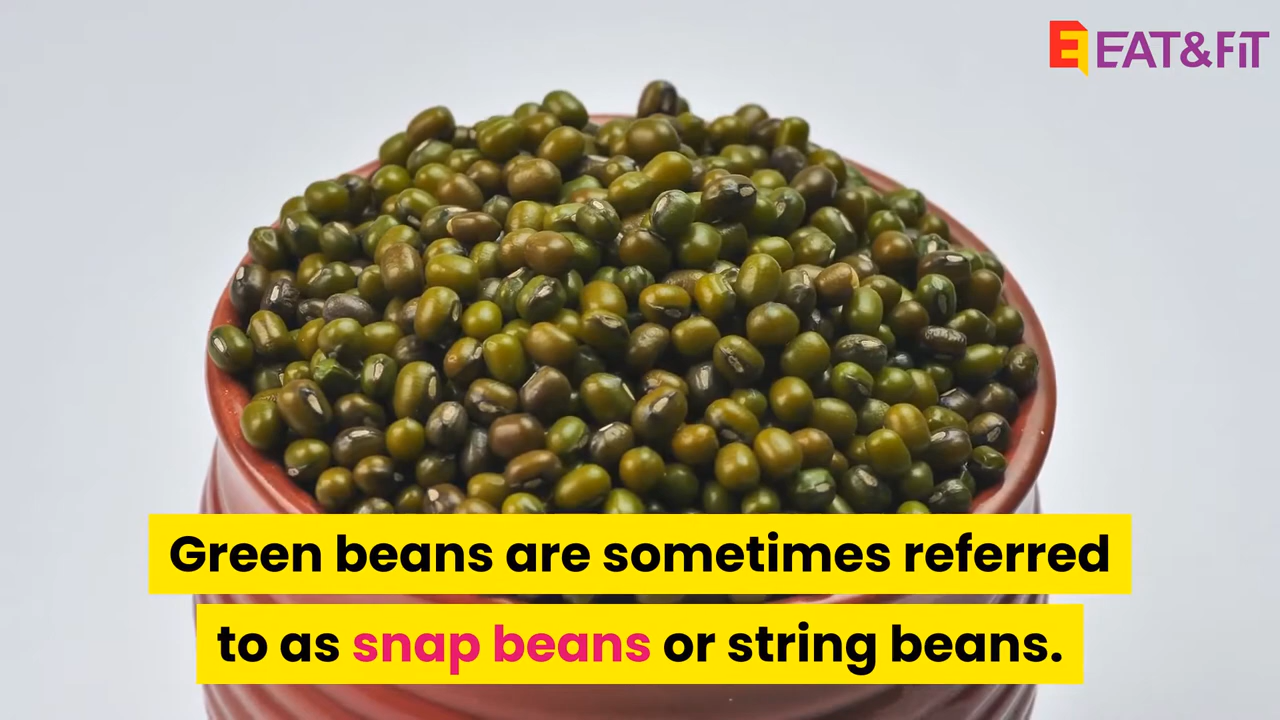 EAT&FiT
Green beans are sometimes referred
to as snap beans or string beans.